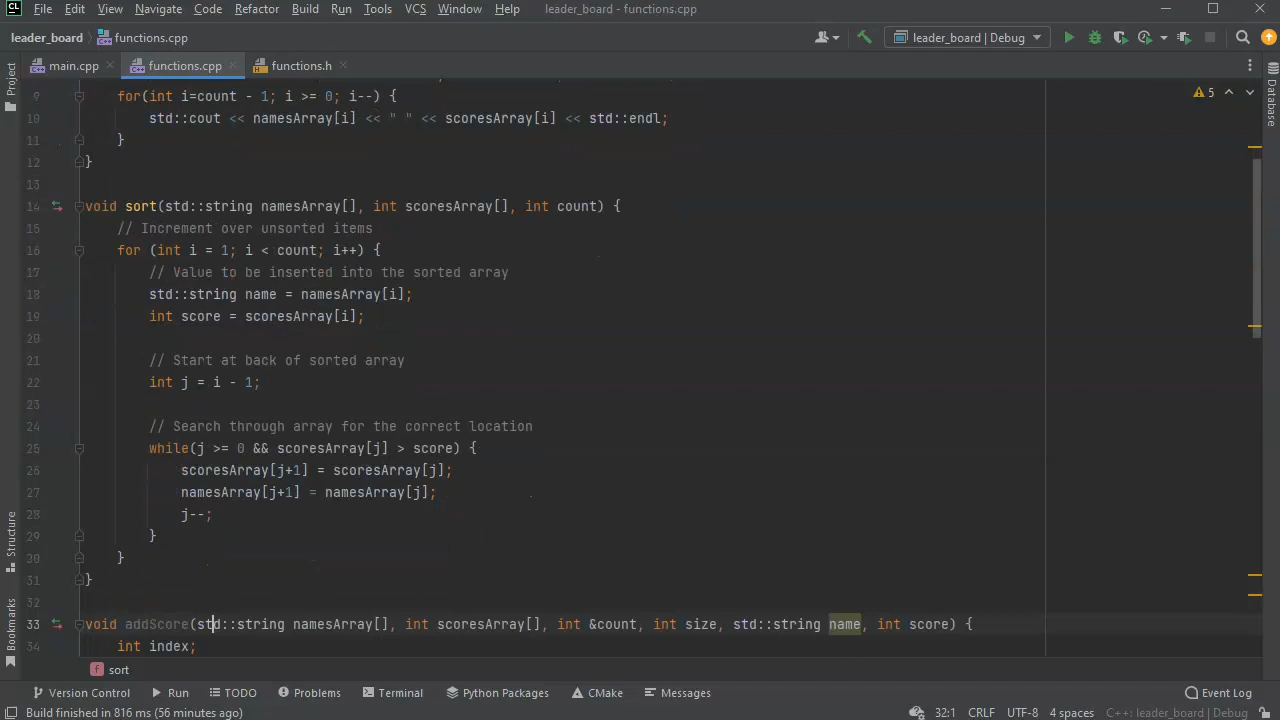 CL File Edit View Navigate Code Refactor Build Run Tools VCS Window Help leader_board - functions.cpp
leader_board functions.cpp leader_board | Debug
main.cpp functions.cpp functions.h
Project
Database
5
9 for(int i=count - 1; i >= 0; i--) {
10 std::cout << namesArray[i] << " " << scoresArray[i] << std::endl;
11 }
12 }
13
14 void sort(std::string namesArray[], int scoresArray[], int count) {
15 // Increment over unsorted items
16 for (int i = 1; i < count; i++) {
17 // Value to be inserted into the sorted array
18 std::string name = namesArray[i];
19 int score = scoresArray[i];
20
21 // Start at back of sorted array
22 int j = i - 1;
23
24 // Search through array for the correct location
25 while(j >= 0 && scoresArray[j] > score) {
26 scoresArray[j+1] = scoresArray[j];
27 namesArray[j+1] = namesArray[j];
28 j--;
29 }
30 }
31 }
32
33 void addScore(std::string namesArray[], int scoresArray[], int &count, int size, std::string name, int score) {
34 int index;
Structure
Bookmarks
f sort
Version Control Run TODO Problems Terminal Python Packages CMake Messages Event Log
Build finished in 816 ms (56 minutes ago) 32:1 CRLF UTF-8 4 spaces C++: leader_board | Debug